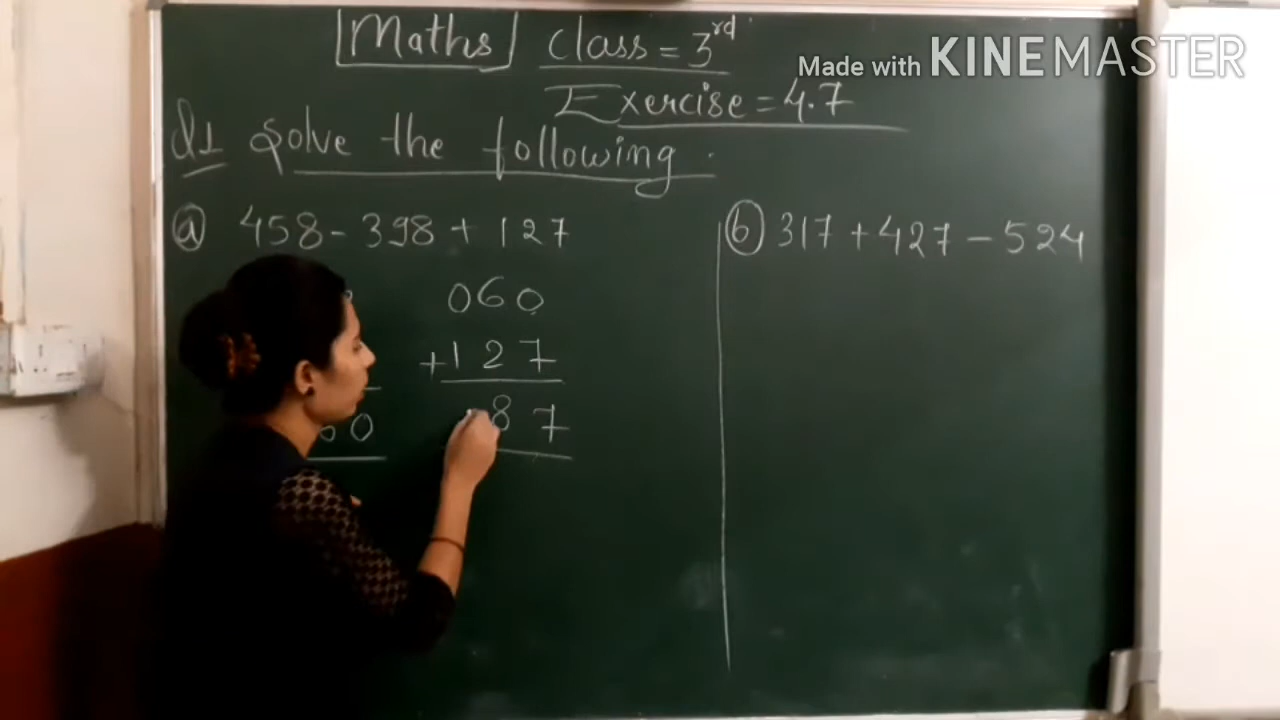 Maths Class = 3rd
Made with KINEMASTER
Exercise = 4.7
Q1 Solve the following.
(a) 458 - 398 + 127
(b) 317 + 427 - 524
060
+127
87
60